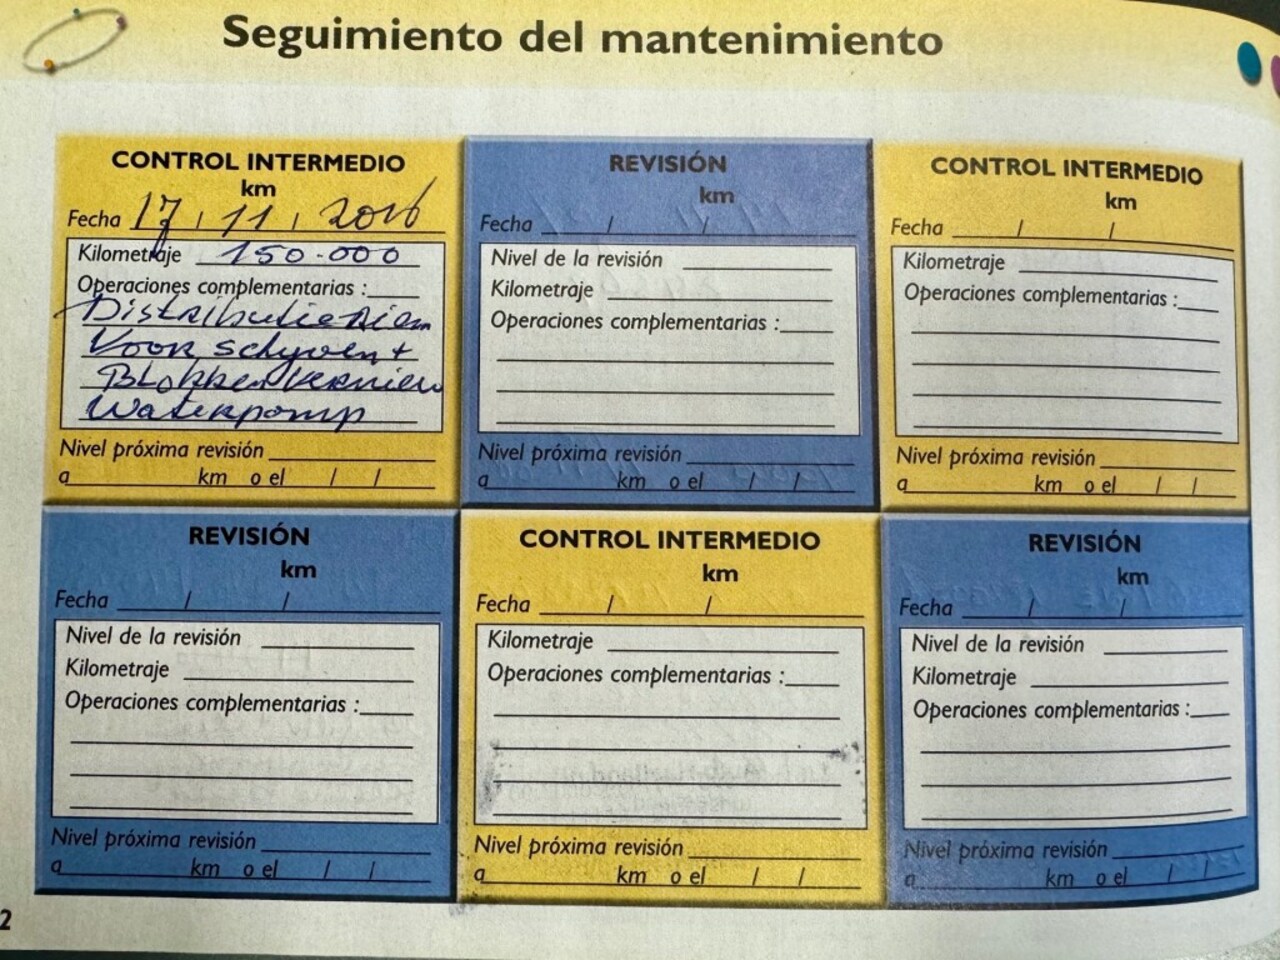 Seguimiento del mantenimiento
CONTROL INTERMEDIO
km
Fecha 17 / 11 / 2016
Kilometraje 150.000
Operaciones complementarias :
Distributieriem
Voor schyven +
Blokken vernieuw
Waterpomp
Nivel próxima revisión
a km o el / /
REVISIÓN
km
Fecha / /
Nivel de la revisión
Kilometraje
Operaciones complementarias :
Nivel próxima revisión
a km o el / /
CONTROL INTERMEDIO
km
Fecha / /
Kilometraje
Operaciones complementarias :
Nivel próxima revisión
a km o el / /
REVISIÓN
km
Fecha / /
Nivel de la revisión
Kilometraje
Operaciones complementarias :
Nivel próxima revisión
a km o el / /
CONTROL INTERMEDIO
km
Fecha / /
Kilometraje
Operaciones complementarias :
Nivel próxima revisión
a km o el / /
REVISIÓN
km
Fecha / /
Nivel de la revisión
Kilometraje
Operaciones complementarias :
Nivel próxima revisión
a km o el / /
2